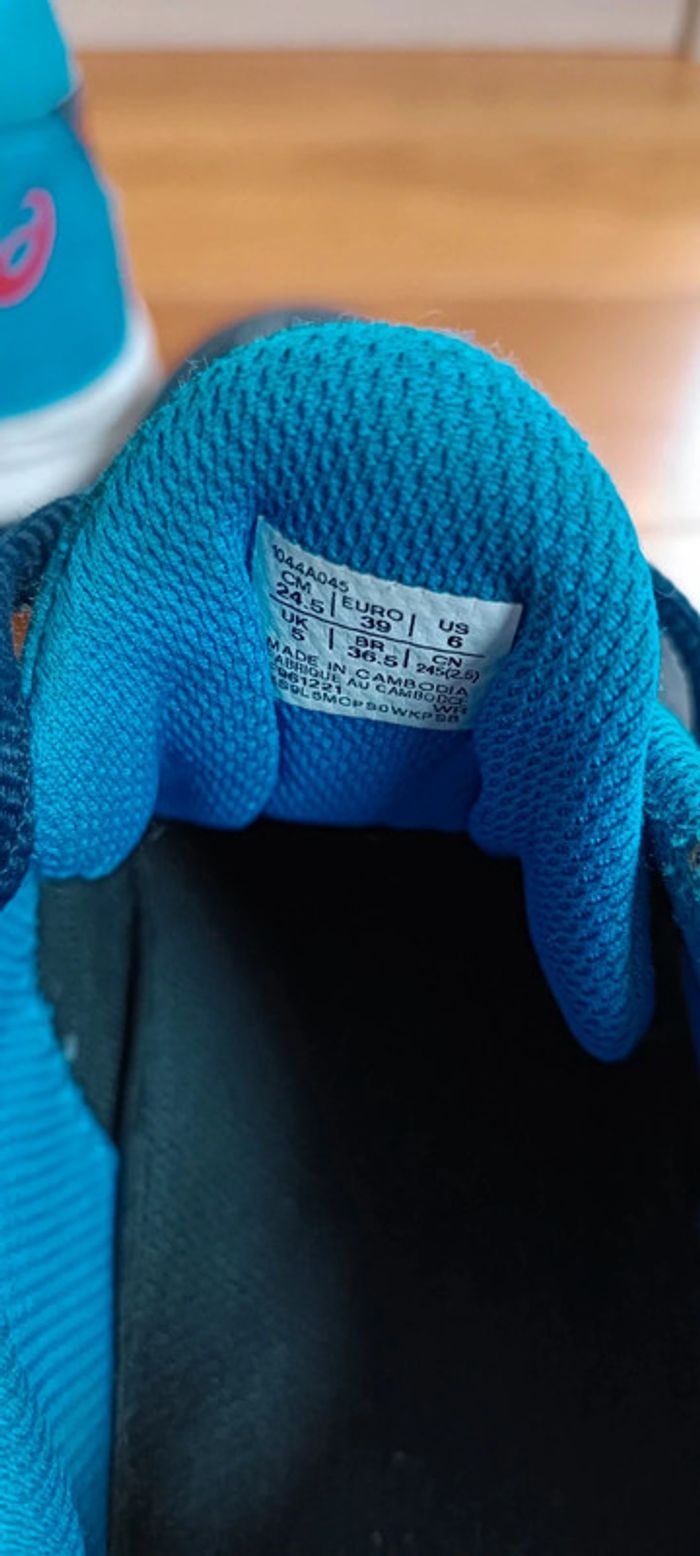 1044A045
CM | EURO | US
24.5 | 39 | 6
UK | BR | CN
5 | 36.5 | 245(2.5)
MADE IN CAMBODIA
FABRIQUE AU CAMBODGE
961221